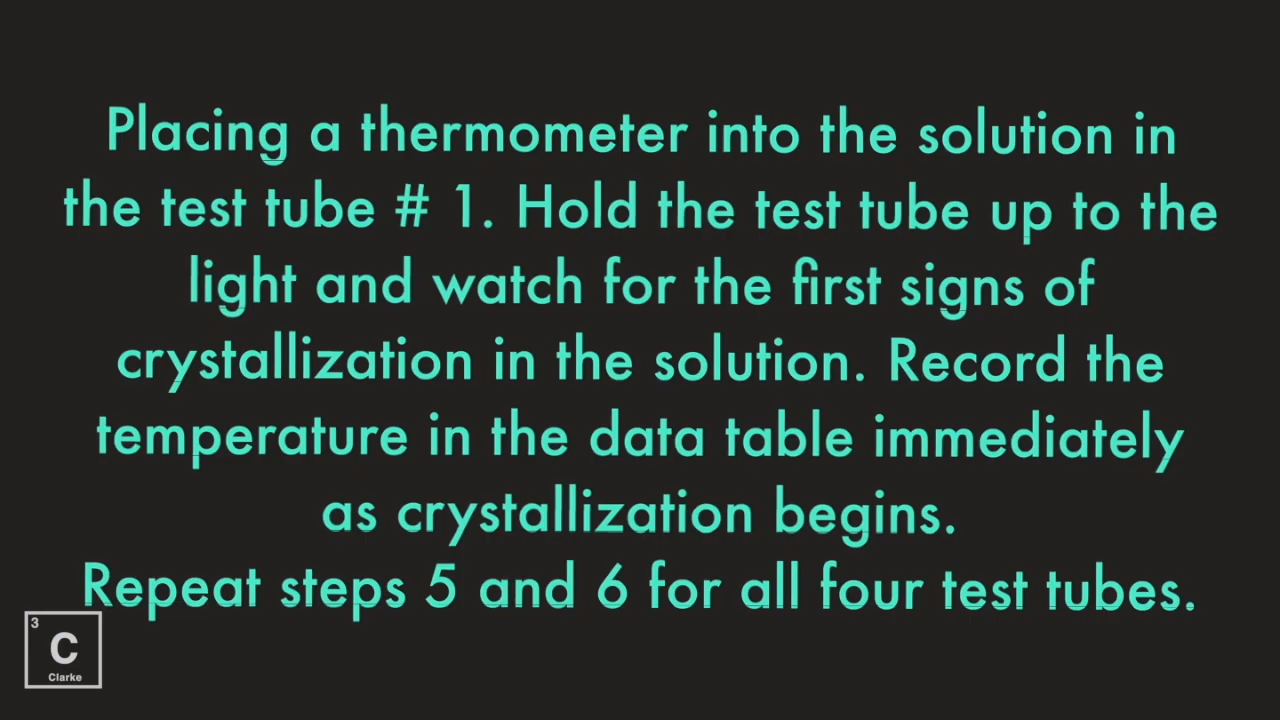 Placing a thermometer into the solution in
the test tube # 1. Hold the test tube up to the
light and watch for the first signs of
crystallization in the solution. Record the
temperature in the data table immediately
as crystallization begins.
Repeat steps 5 and 6 for all four test tubes.
3
C
Clarke